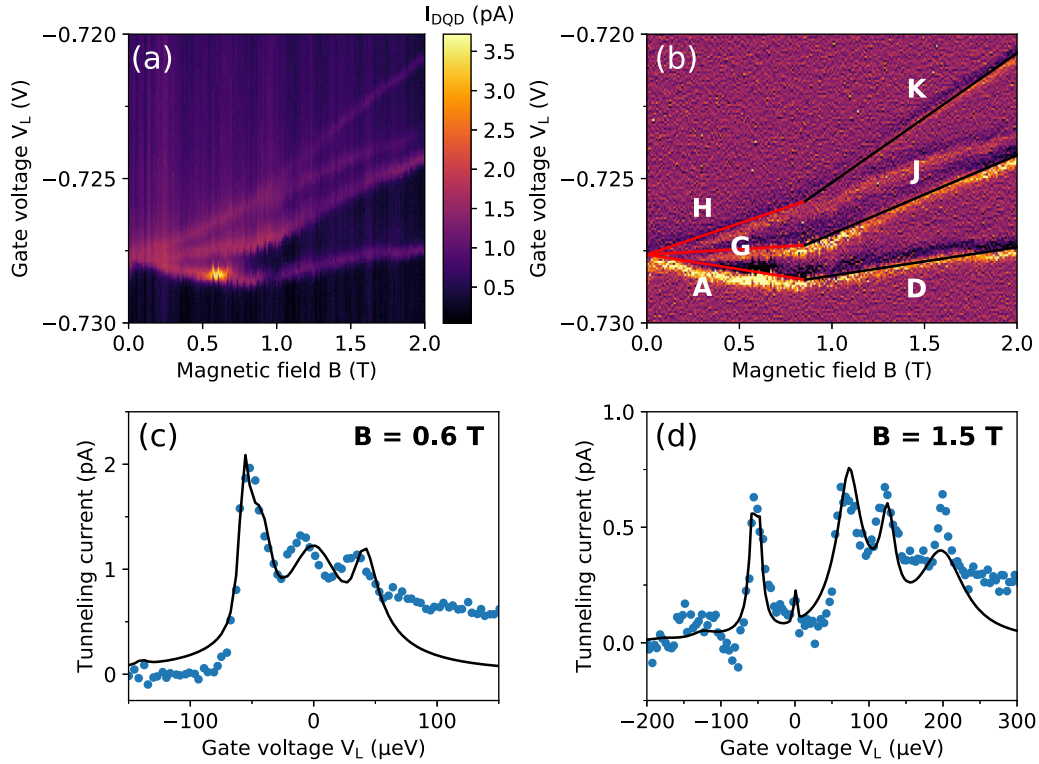 I_DQD (pA)
(a)
Gate voltage V_L (V)
−0.720
−0.725
−0.730
0.0 0.5 1.0 1.5 2.0
Magnetic field B (T)
3.5
3.0
2.5
2.0
1.5
1.0
0.5
(b)
Gate voltage V_L (V)
−0.720
−0.725
−0.730
K
J
H
G
A
D
0.0 0.5 1.0 1.5 2.0
Magnetic field B (T)
(c)
B = 0.6 T
Tunneling current (pA)
2
1
0
−100 0 100
Gate voltage V_L (μeV)
(d)
B = 1.5 T
Tunneling current (pA)
1.0
0.5
0.0
−200 −100 0 100 200 300
Gate voltage V_L (μeV)